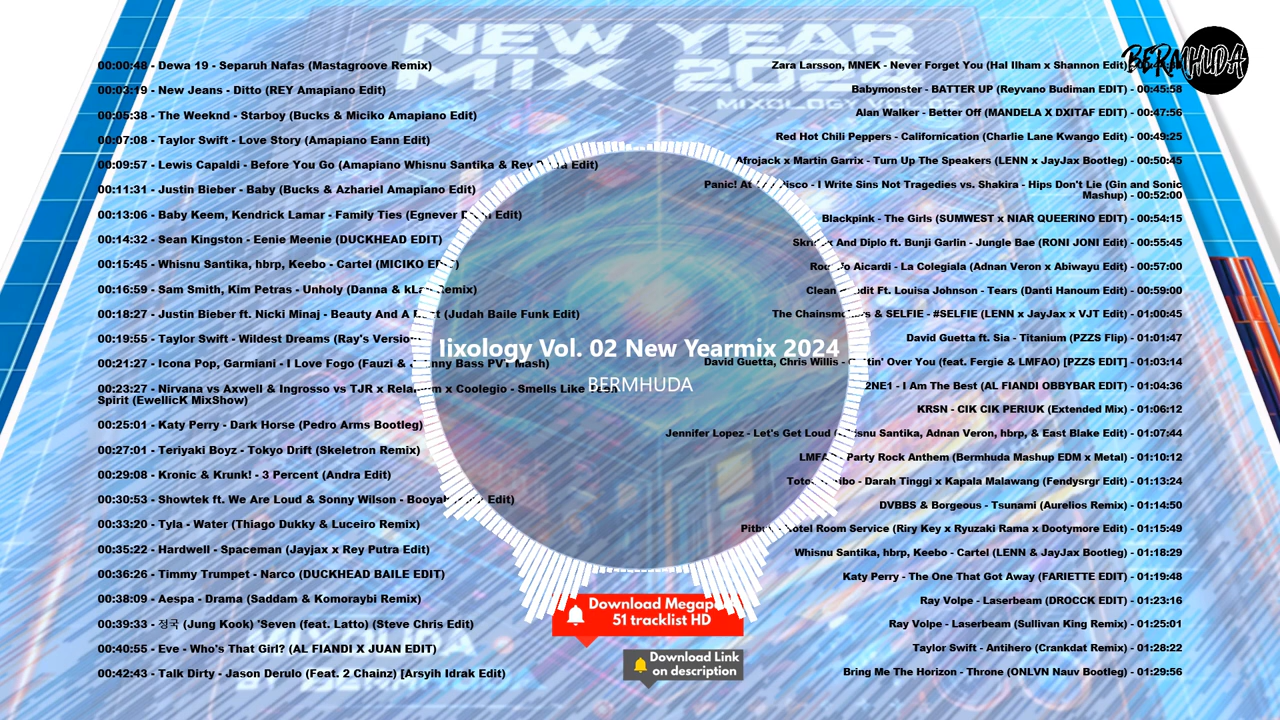 NEW YEAR
BERMHUDA
00:00:48 - Dewa 19 - Separuh Nafas (Mastagroove Remix)
00:03:19 - New Jeans - Ditto (REY Amapiano Edit)
00:05:38 - The Weeknd - Starboy (Bucks & Miciko Amapiano Edit)
00:07:08 - Taylor Swift - Love Story (Amapiano Eann Edit)
00:09:57 - Lewis Capaldi - Before You Go (Amapiano Whisnu Santika & Edit)
00:11:31 - Justin Bieber - Baby (Bucks & Azhariel Amapiano Edit)
00:13:06 - Baby Keem, Kendrick Lamar - Family Ties (Egnever Edit)
00:14:32 - Sean Kingston - Eenie Meenie (DUCKHEAD EDIT)
00:15:45 - Whisnu Santika, hbrp, Keebo - Cartel (MICIKO EDIT)
00:16:59 - Sam Smith, Kim Petras - Unholy (Danna & Remix)
00:18:27 - Justin Bieber ft. Nicki Minaj - Beauty And A Beat (Judah Baile Funk Edit)
00:19:55 - Taylor Swift - Wildest Dreams (Ray's Version)
00:21:27 - Icona Pop, Garmiani - I Love Fogo (Fauzi & Bass PVT Mash)
00:23:27 - Nirvana vs Axwell & Ingrosso vs TJR x x Coolegio - Smells Like Teen
Spirit (EwellicK MixShow)
00:25:01 - Katy Perry - Dark Horse (Pedro Arms Bootleg)
00:27:01 - Teriyaki Boyz - Tokyo Drift (Skeletron Remix)
00:29:08 - Kronic & Krunk! - 3 Percent (Andra Edit)
00:30:53 - Showtek ft. We Are Loud & Sonny Wilson - Booyah Edit)
00:33:20 - Tyla - Water (Thiago Dukky & Luceiro Remix)
00:35:22 - Hardwell - Spaceman (Jayjax x Rey Putra Edit)
00:36:26 - Timmy Trumpet - Narco (DUCKHEAD BAILE EDIT)
00:38:09 - Aespa - Drama (Saddam & Komoraybi Remix)
00:39:33 - 정국 (Jung Kook) 'Seven (feat. Latto) (Steve Chris Edit)
00:40:55 - Eve - Who's That Girl? (AL FIANDI X JUAN EDIT)
00:42:43 - Talk Dirty - Jason Derulo (Feat. 2 Chainz) [Arsyih Idrak Edit)
lixology Vol. 02 New Yearmix 2024
BERMHUDA
Download Megapack
51 tracklist HD
Download Link
on description
Zara Larsson, MNEK - Never Forget You (Hal Ilham x Shannon Edit)
Babymonster - BATTER UP (Reyvano Budiman EDIT) - 00:45:58
Alan Walker - Better Off (MANDELA X DXITAF EDIT) - 00:47:56
Red Hot Chili Peppers - Californication (Charlie Lane Kwango Edit) - 00:49:25
Afrojack x Martin Garrix - Turn Up The Speakers (LENN x JayJax Bootleg) - 00:50:45
Panic! At The Disco - I Write Sins Not Tragedies vs. Shakira - Hips Don't Lie (Gin and Sonic
Mashup) - 00:52:00
Blackpink - The Girls (SUMWEST x NIAR QUEERINO EDIT) - 00:54:15
Skrillex And Diplo ft. Bunji Garlin - Jungle Bae (RONI JONI Edit) - 00:55:45
Rodolfo Aicardi - La Colegiala (Adnan Veron x Abiwayu Edit) - 00:57:00
Clean Bandit Ft. Louisa Johnson - Tears (Danti Hanoum Edit) - 00:59:00
The Chainsmokers & SELFIE - #SELFIE (LENN x JayJax x VJT Edit) - 01:00:45
David Guetta ft. Sia - Titanium (PZZS Flip) - 01:01:47
David Guetta, Chris Willis - Gettin' Over You (feat. Fergie & LMFAO) [PZZS EDIT] - 01:03:14
2NE1 - I Am The Best (AL FIANDI OBBYBAR EDIT) - 01:04:36
KRSN - CIK CIK PERIUK (Extended Mix) - 01:06:12
Jennifer Lopez - Let's Get Loud (Whisnu Santika, Adnan Veron, hbrp, & East Blake Edit) - 01:07:44
LMFAO - Party Rock Anthem (Bermhuda Mashup EDM x Metal) - 01:10:12
- Darah Tinggi x Kapala Malawang (Fendysrgr Edit) - 01:13:24
DVBBS & Borgeous - Tsunami (Aurelios Remix) - 01:14:50
Pitbull - Hotel Room Service (Riry Key x Ryuzaki Rama x Dootymore Edit) - 01:15:49
Whisnu Santika, hbrp, Keebo - Cartel (LENN & JayJax Bootleg) - 01:18:29
Katy Perry - The One That Got Away (FARIETTE EDIT) - 01:19:48
Ray Volpe - Laserbeam (DROCCK EDIT) - 01:23:16
Ray Volpe - Laserbeam (Sullivan King Remix) - 01:25:01
Taylor Swift - Antihero (Crankdat Remix) - 01:28:22
Bring Me The Horizon - Throne (ONLVN Nauv Bootleg) - 01:29:56